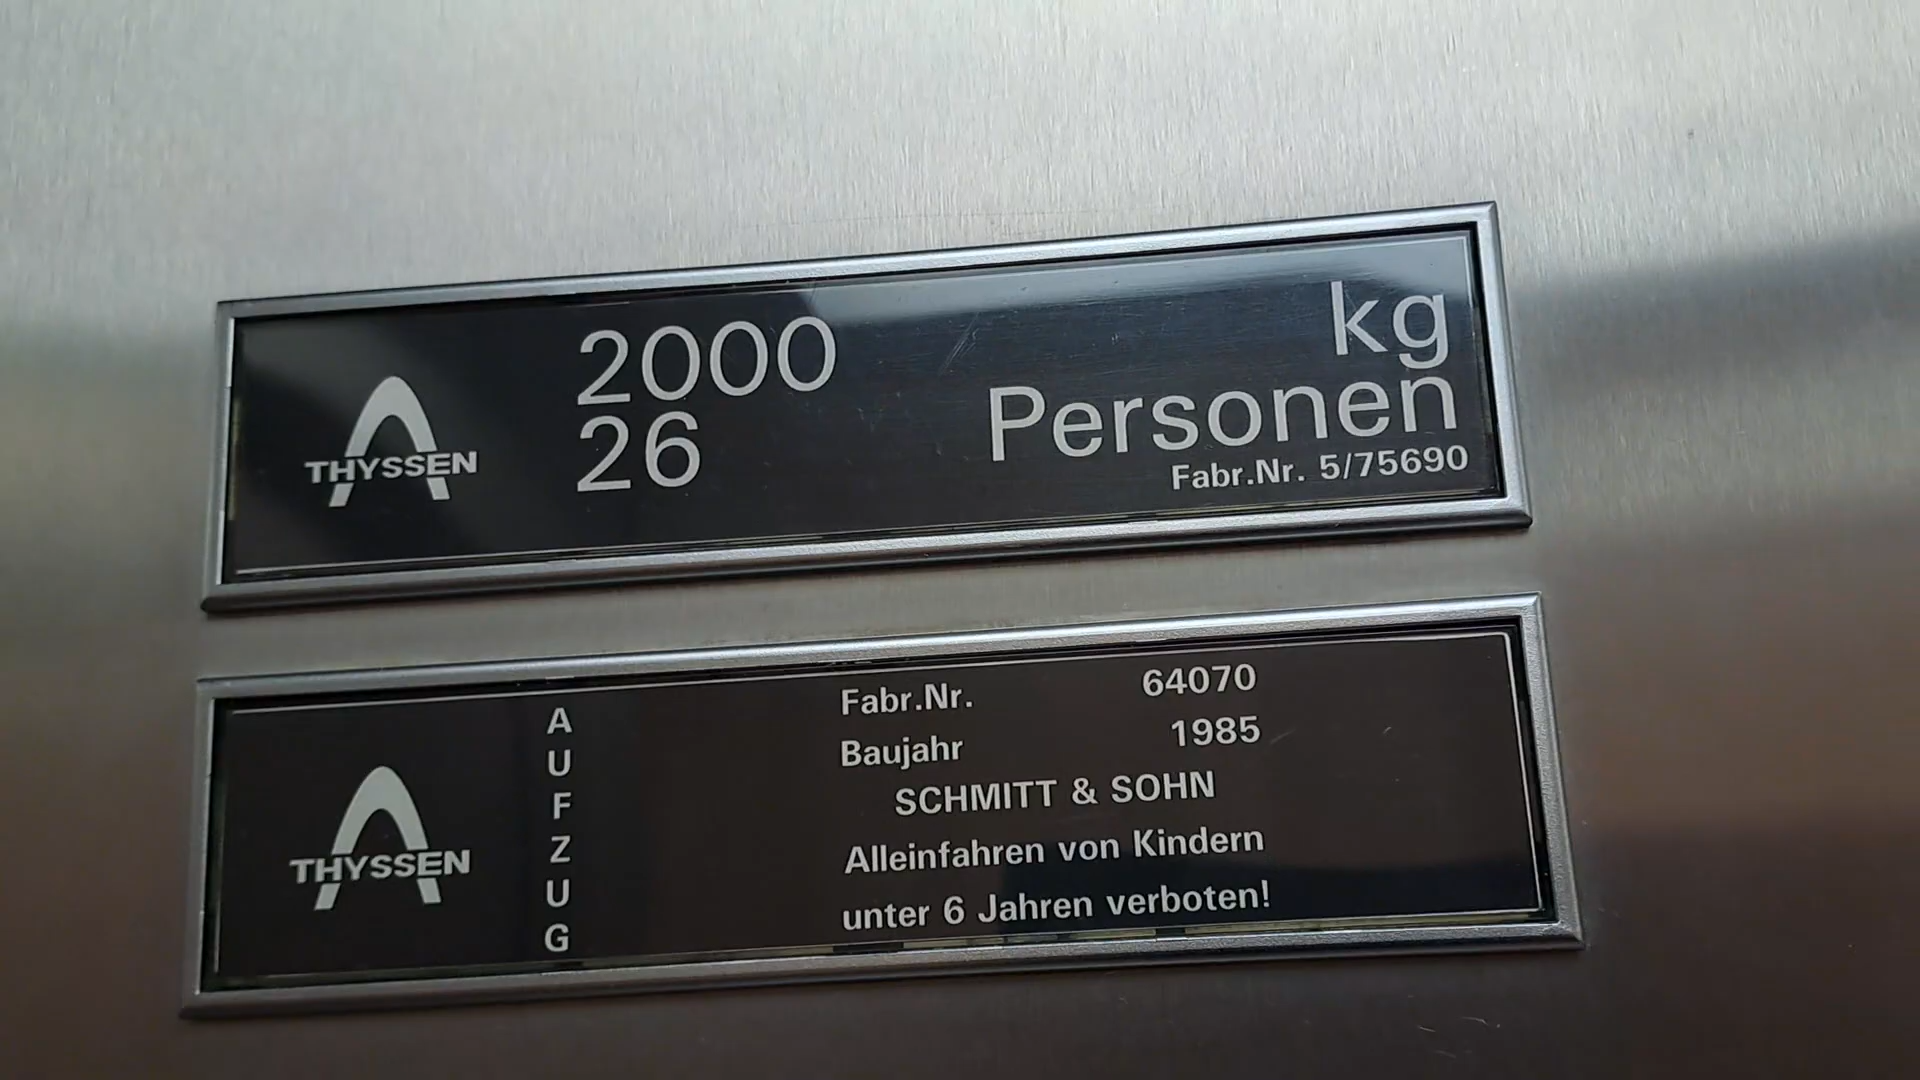 THYSSEN
2000 kg
26 Personen
Fabr.Nr. 5/75690
THYSSEN
AUFZUG
Fabr.Nr. 64070
Baujahr 1985
SCHMITT & SOHN
Alleinfahren von Kindern
unter 6 Jahren verboten!